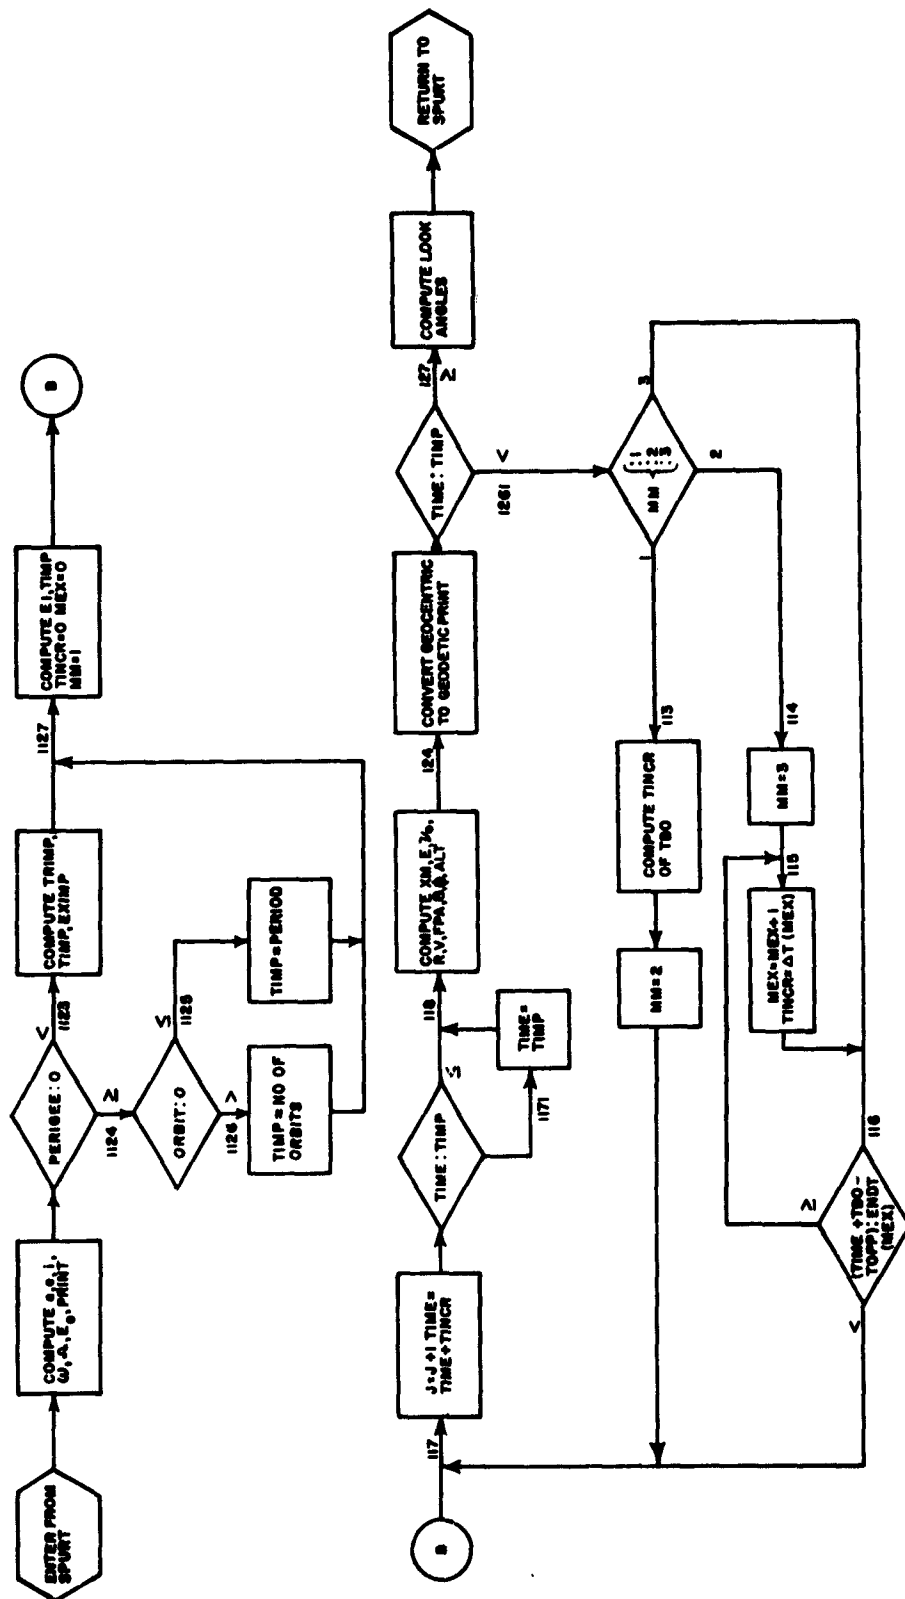 ENTER FROM
SPURT
COMPUTE a,e,i,
ω,Ω,E₀,PRINT
PERIGEE:0
<
1123
COMPUTE TRIMP,
TIMP,EXIMP
1127
COMPUTE E1,TIMP
TINCR=0 MEX=0
MM=1
B
≥
1124
ORBIT:0
≤
1125
TIMP=PERIOD
>
1126
TIMP=NO OF
ORBITS
B
117
J=J+1 TIME=
TIME+TINCR
TIME:TIMP
≤
118
1171
TIME=
TIMP
COMPUTE XM,E,
R,V,FPA, ALT
124
CONVERT GEOCENTRIC
TO GEODETIC PRINT
TIME:TIMP
≥
127
COMPUTE LOOK
ANGLES
RETURN TO
SPURT
<
1261
MM
1
2
3
1
2
3
113
COMPUTE TINCR
OF TBO
MM=2
114
MM=3
115
MEX=MEX+1
TINCR=ΔT (MEX)
116
(TIME+TBO-
TOPP):ENDT
(MEX)
≥
<